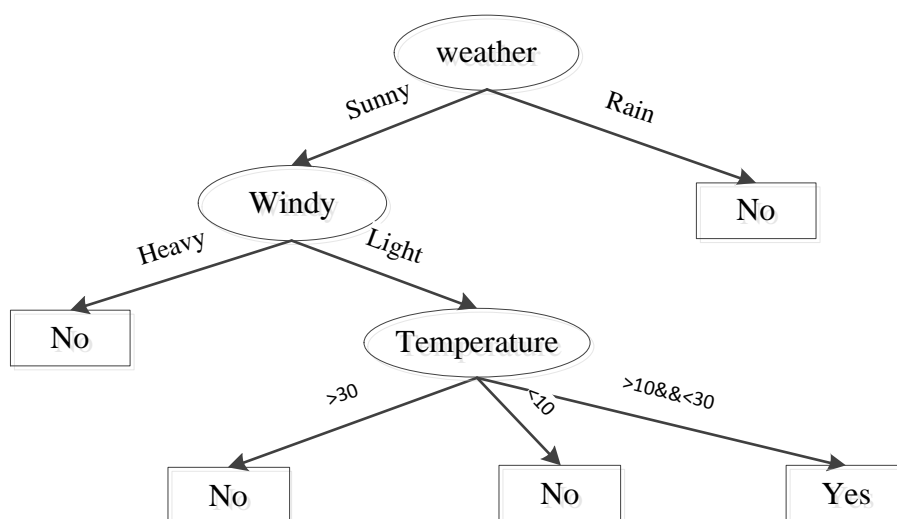 weather
Sunny
Rain
Windy
No
Heavy
Light
No
Temperature
>30
<10
>10&&<30
No
No
Yes